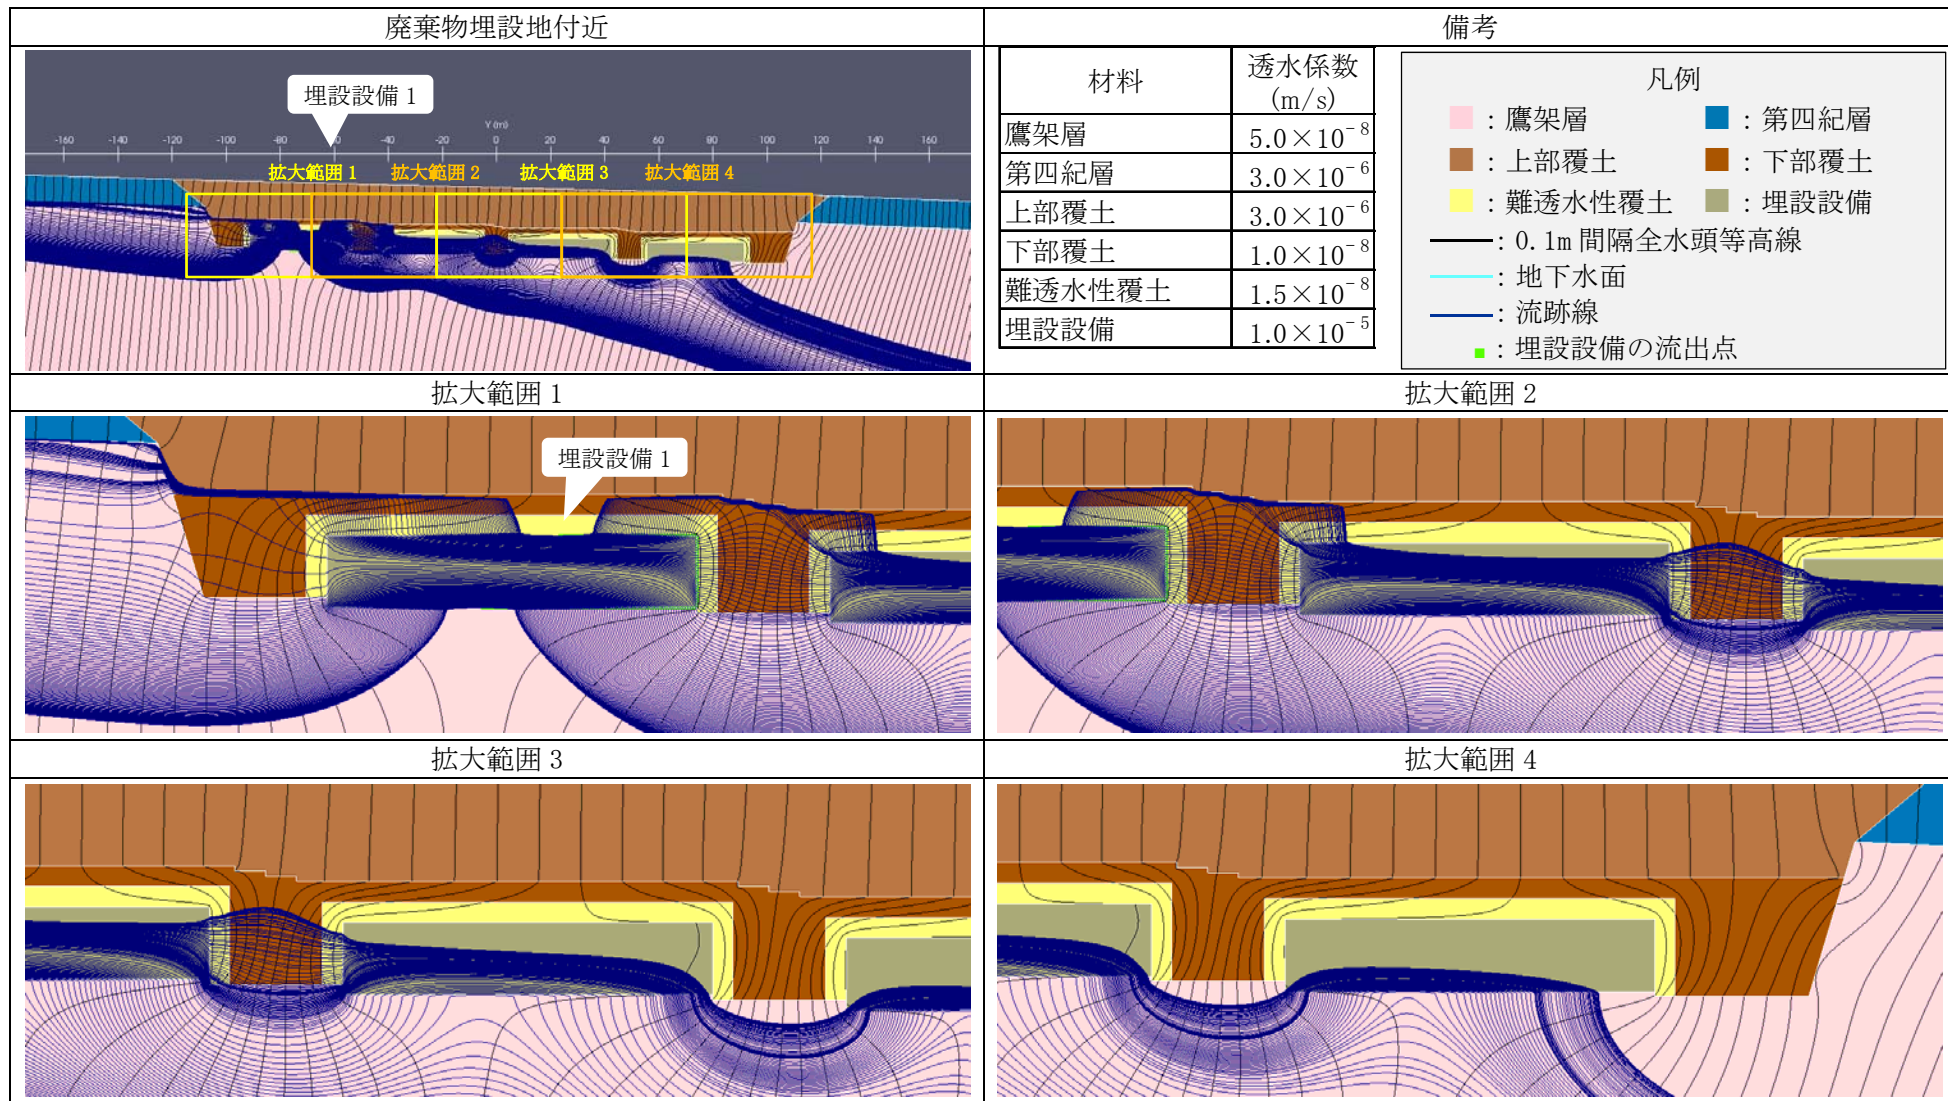 廃棄物埋設地付近
備考
埋設設備 1
Y (m)
-160 -140 -120 -100 -80 -60 -40 -20 0 20 40 60 80 100 120 140 160
拡大範囲 1 拡大範囲 2 拡大範囲 3 拡大範囲 4
材料 透水係数 (m/s)
鷹架層 5.0×10⁻⁸
第四紀層 3.0×10⁻⁶
上部覆土 3.0×10⁻⁶
下部覆土 1.0×10⁻⁸
難透水性覆土 1.5×10⁻⁸
埋設設備 1.0×10⁻⁵
凡例
：鷹架層 ：第四紀層
：上部覆土 ：下部覆土
：難透水性覆土 ：埋設設備
：0.1m 間隔全水頭等高線
：地下水面
：流跡線
：埋設設備の流出点
拡大範囲 1
拡大範囲 2
埋設設備 1
拡大範囲 3
拡大範囲 4